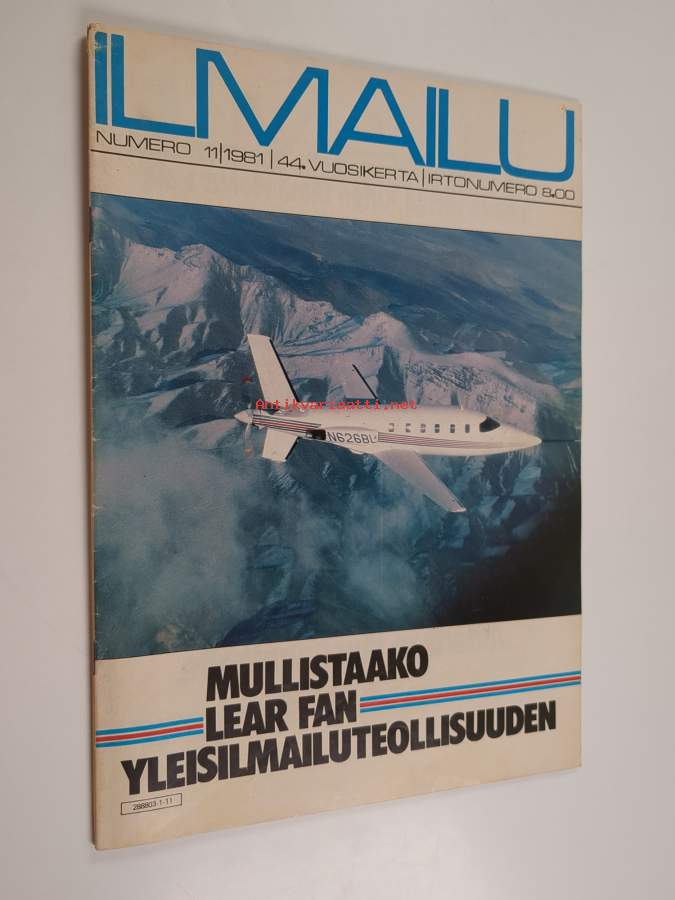 ILMAILU
NUMERO 11|1981 | 44. VUOSIKERTA | IRTONUMERO 8.00
Antikvariaatti.net
N626BL
MULLISTAAKO
LEAR FAN
YLEISILMAILUTEOLLISUUDEN
288803-1-11